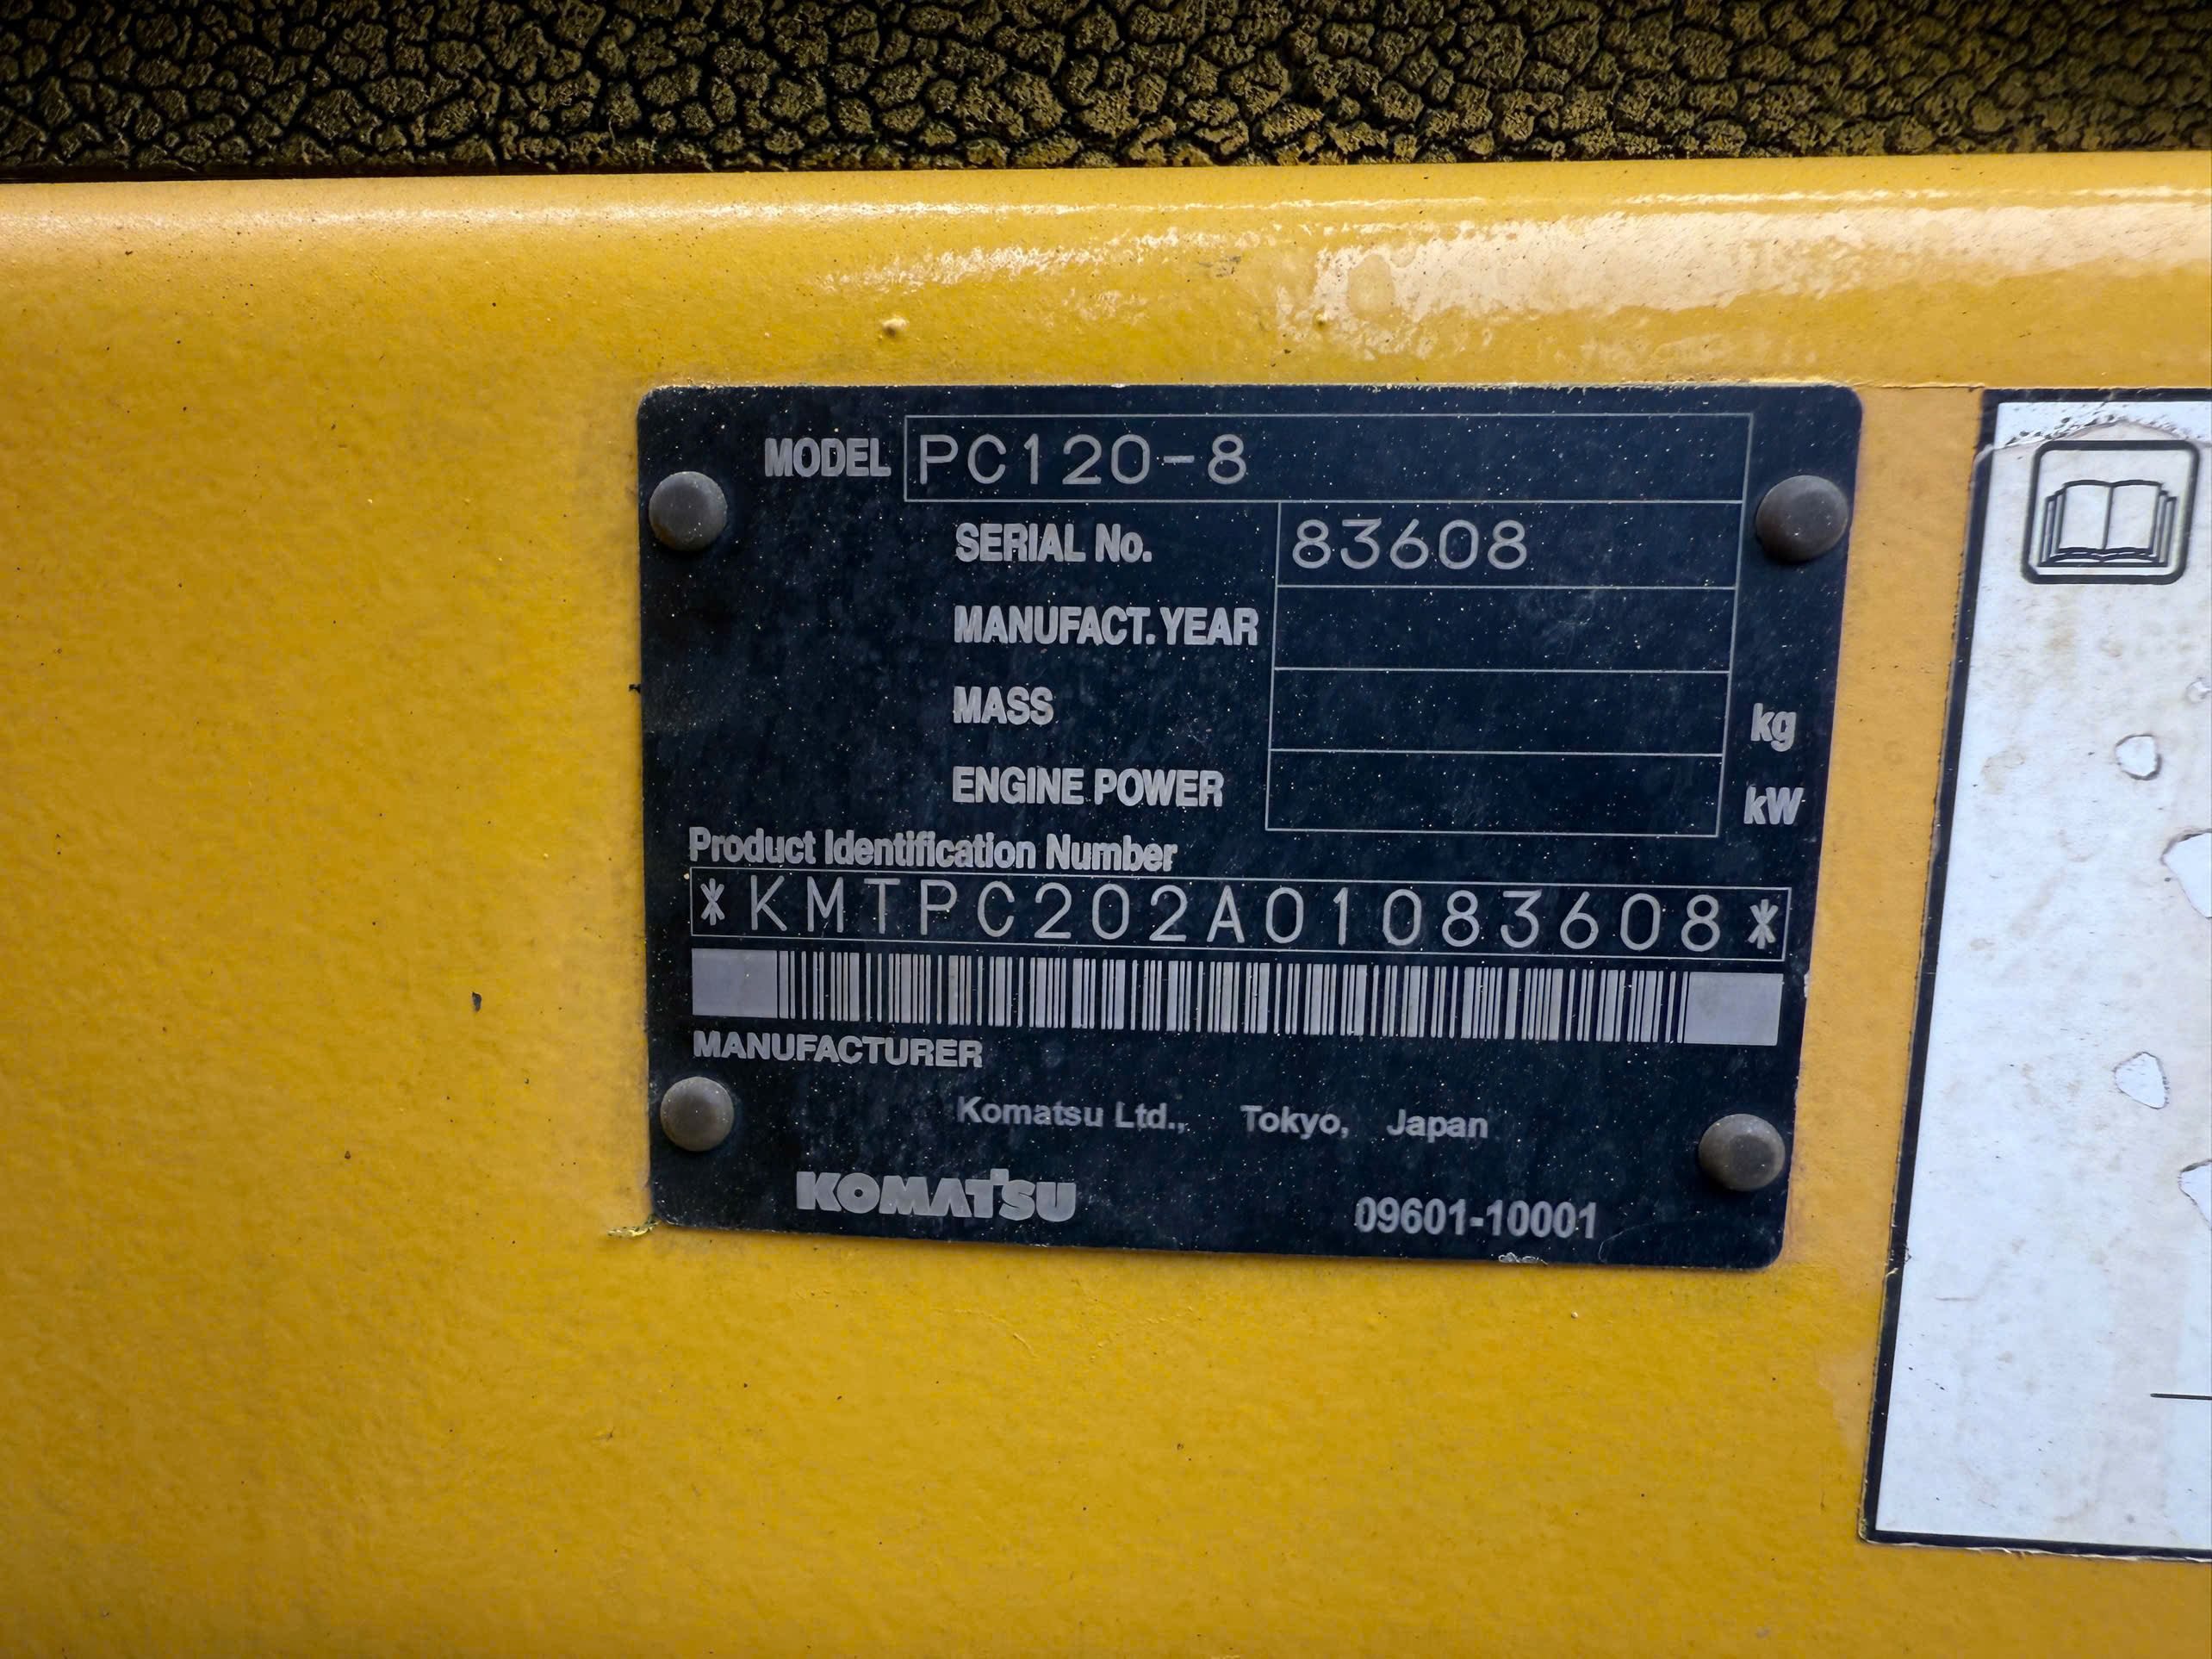 MODEL PC120-8
SERIAL No. 83608
MANUFACT. YEAR
MASS kg
ENGINE POWER kW
Product Identification Number
*KMTPC202A01083608*
MANUFACTURER
Komatsu Ltd., Tokyo, Japan
KOMATSU 09601-10001